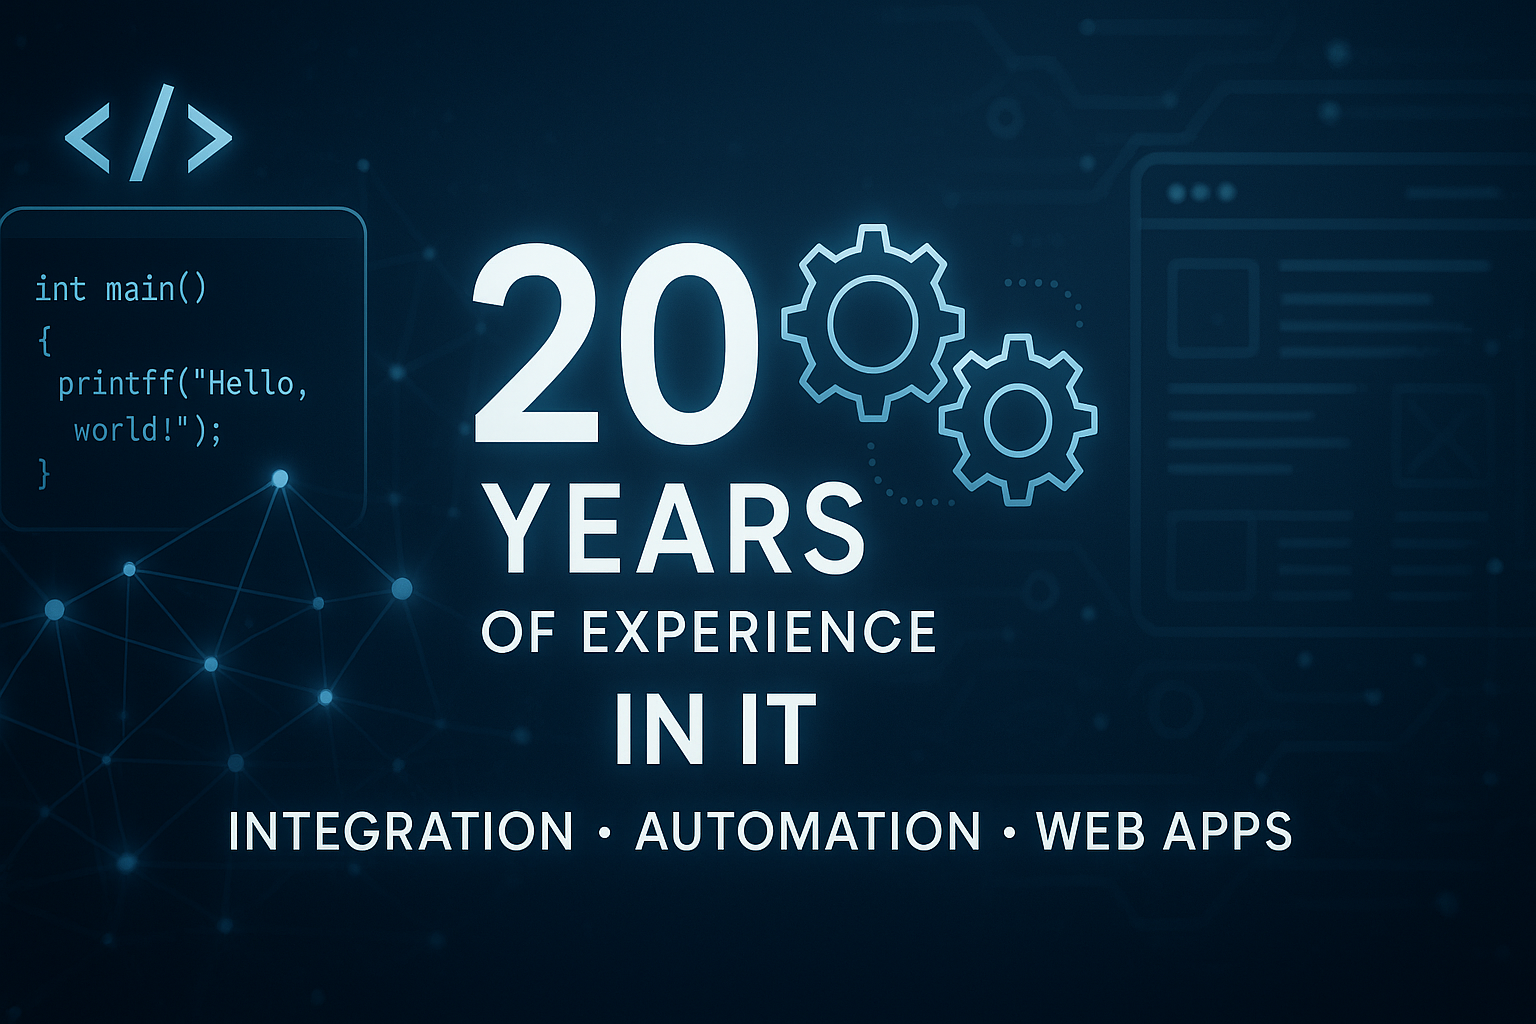 </>
int main()
{
printff("Hello,
world!");
}
20
YEARS
OF EXPERIENCE
IN IT
INTEGRATION • AUTOMATION • WEB APPS